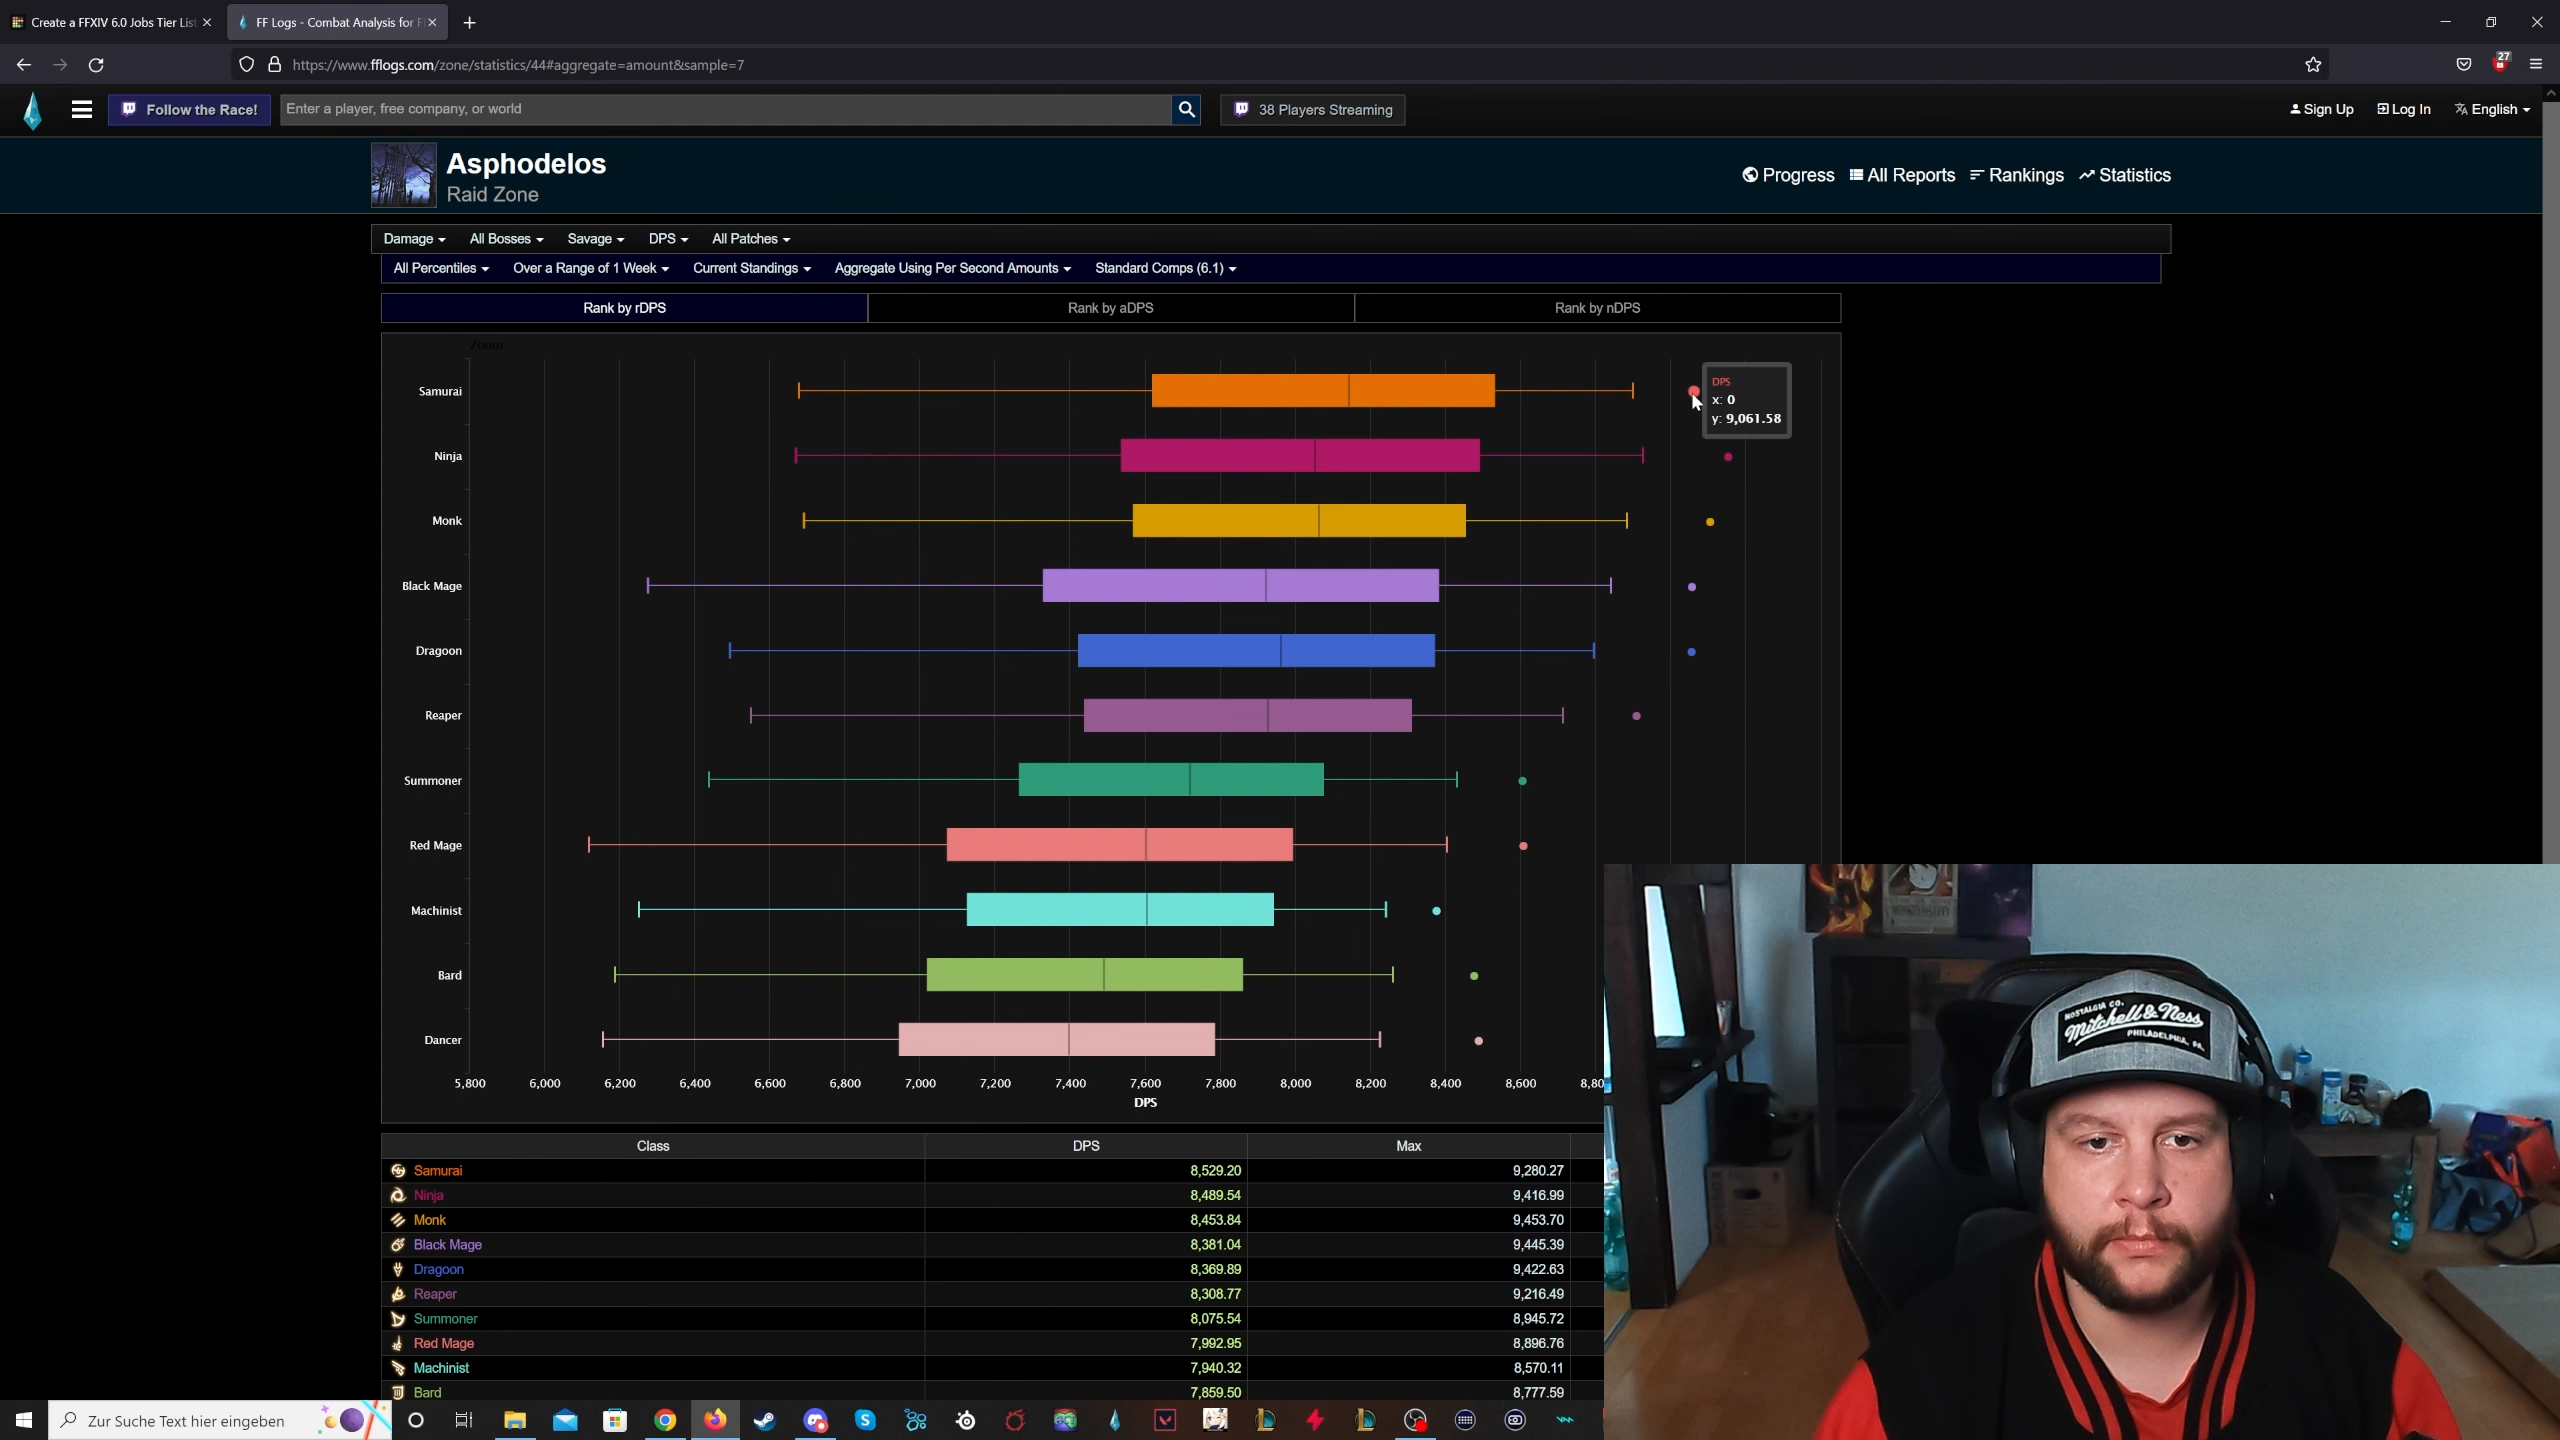 Create a FFXIV 6.0 Jobs Tier List
FF Logs - Combat Analysis for F
https://www.fflogs.com/zone/statistics/44#aggregate=amount&sample=7
27
Follow the Race!
Enter a player, free company, or world
38 Players Streaming
Sign Up
Log In
English
Asphodelos
Raid Zone
Progress
All Reports
Rankings
Statistics
Damage
All Bosses
Savage
DPS
All Patches
All Percentiles
Over a Range of 1 Week
Current Standings
Aggregate Using Per Second Amounts
Standard Comps (6.1)
Rank by rDPS
Rank by aDPS
Rank by nDPS
Zoom
Samurai
DPS
x: 0
y: 9,061.58
Ninja
Monk
Black Mage
Dragoon
Reaper
Summoner
Red Mage
Machinist
Bard
Dancer
5,800 6,000 6,200 6,400 6,600 6,800 7,000 7,200 7,400 7,600 7,800 8,000 8,200 8,400 8,600 8,80
DPS
Class DPS Max
Samurai 8,529.20 9,280.27
Ninja 8,489.54 9,416.99
Monk 8,453.84 9,453.70
Black Mage 8,381.04 9,445.39
Dragoon 8,369.89 9,422.63
Reaper 8,308.77 9,216.49
Summoner 8,075.54 8,945.72
Red Mage 7,992.95 8,896.76
Machinist 7,940.32 8,570.11
Bard 7,859.50 8,777.59
NOSTALGIA CO.
Mitchell & Ness
PHILADELPHIA, PA.
Zur Suche Text hier eingeben